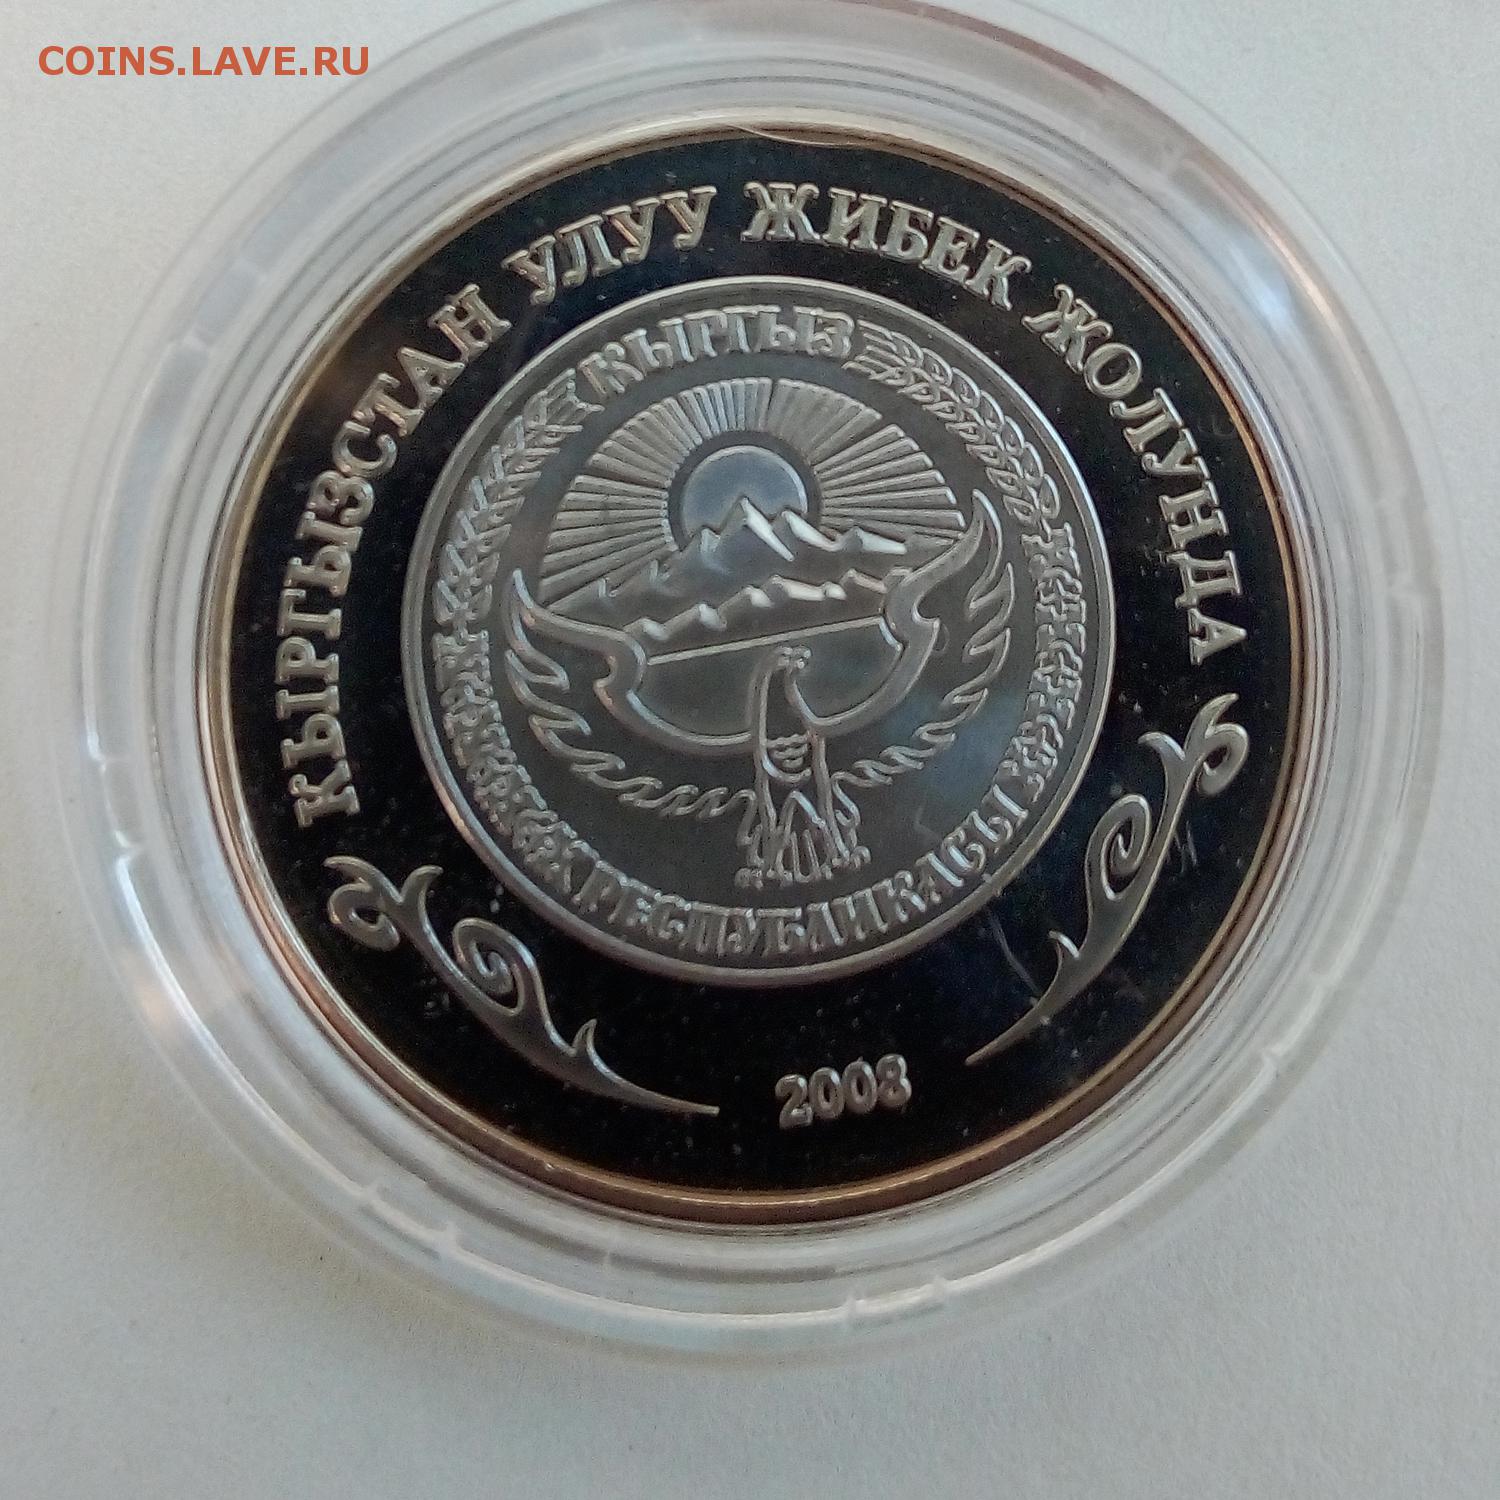 COINS.LAVE.RU
КЫРГЫЗСТАН УЛУУ ЖИБЕК ЖОЛУНДА
КЫРГЫЗ
РЕСПУБЛИКАСЫ
2008